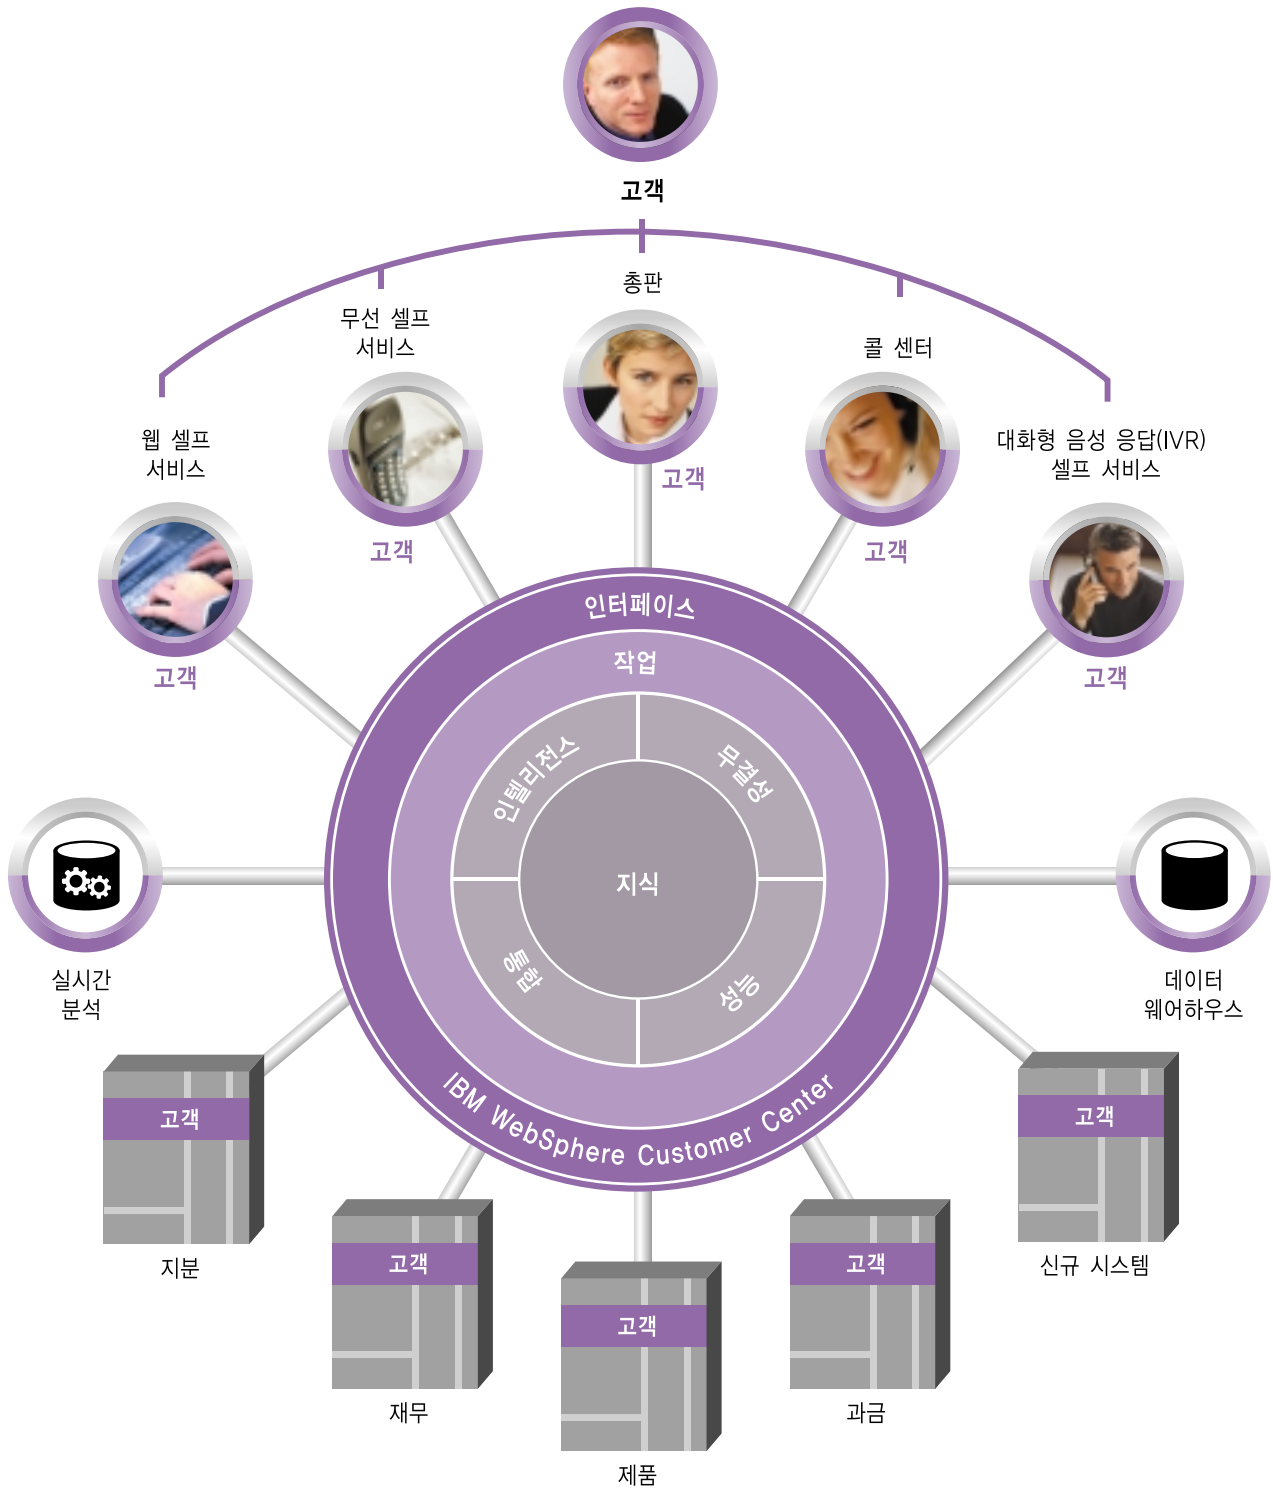 고객
총판
무선 셀프
서비스
콜 센터
웹 셀프
서비스
대화형 음성 응답(IVR)
셀프 서비스
고객
고객
고객
고객
고객
인터페이스
작업
인텔리전스
무결성
지식
통합
성능
IBM WebSphere Customer Center
실시간
분석
데이터
웨어하우스
고객
지분
고객
재무
고객
제품
고객
과금
고객
신규 시스템